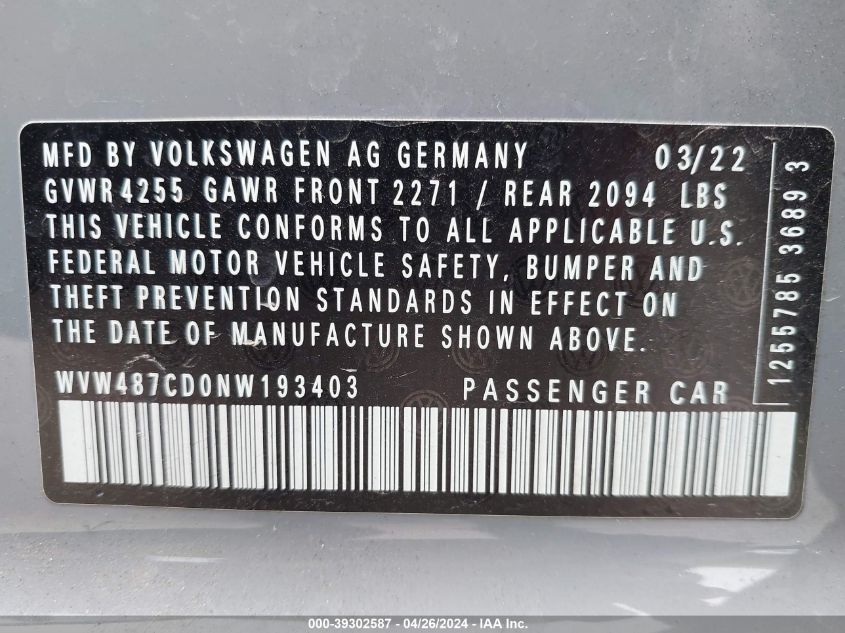 MFD BY VOLKSWAGEN AG GERMANY 03/22
GVWR 4255 GAWR FRONT 2271 / REAR 2094 LBS
THIS VEHICLE CONFORMS TO ALL APPLICABLE U.S.
FEDERAL MOTOR VEHICLE SAFETY, BUMPER AND
THEFT PREVENTION STANDARDS IN EFFECT ON
THE DATE OF MANUFACTURE SHOWN ABOVE.
WVW487CD0NW193403 PASSENGER CAR
1255785 3689 3
000-39302587 - 04/26/2024 - IAA Inc.